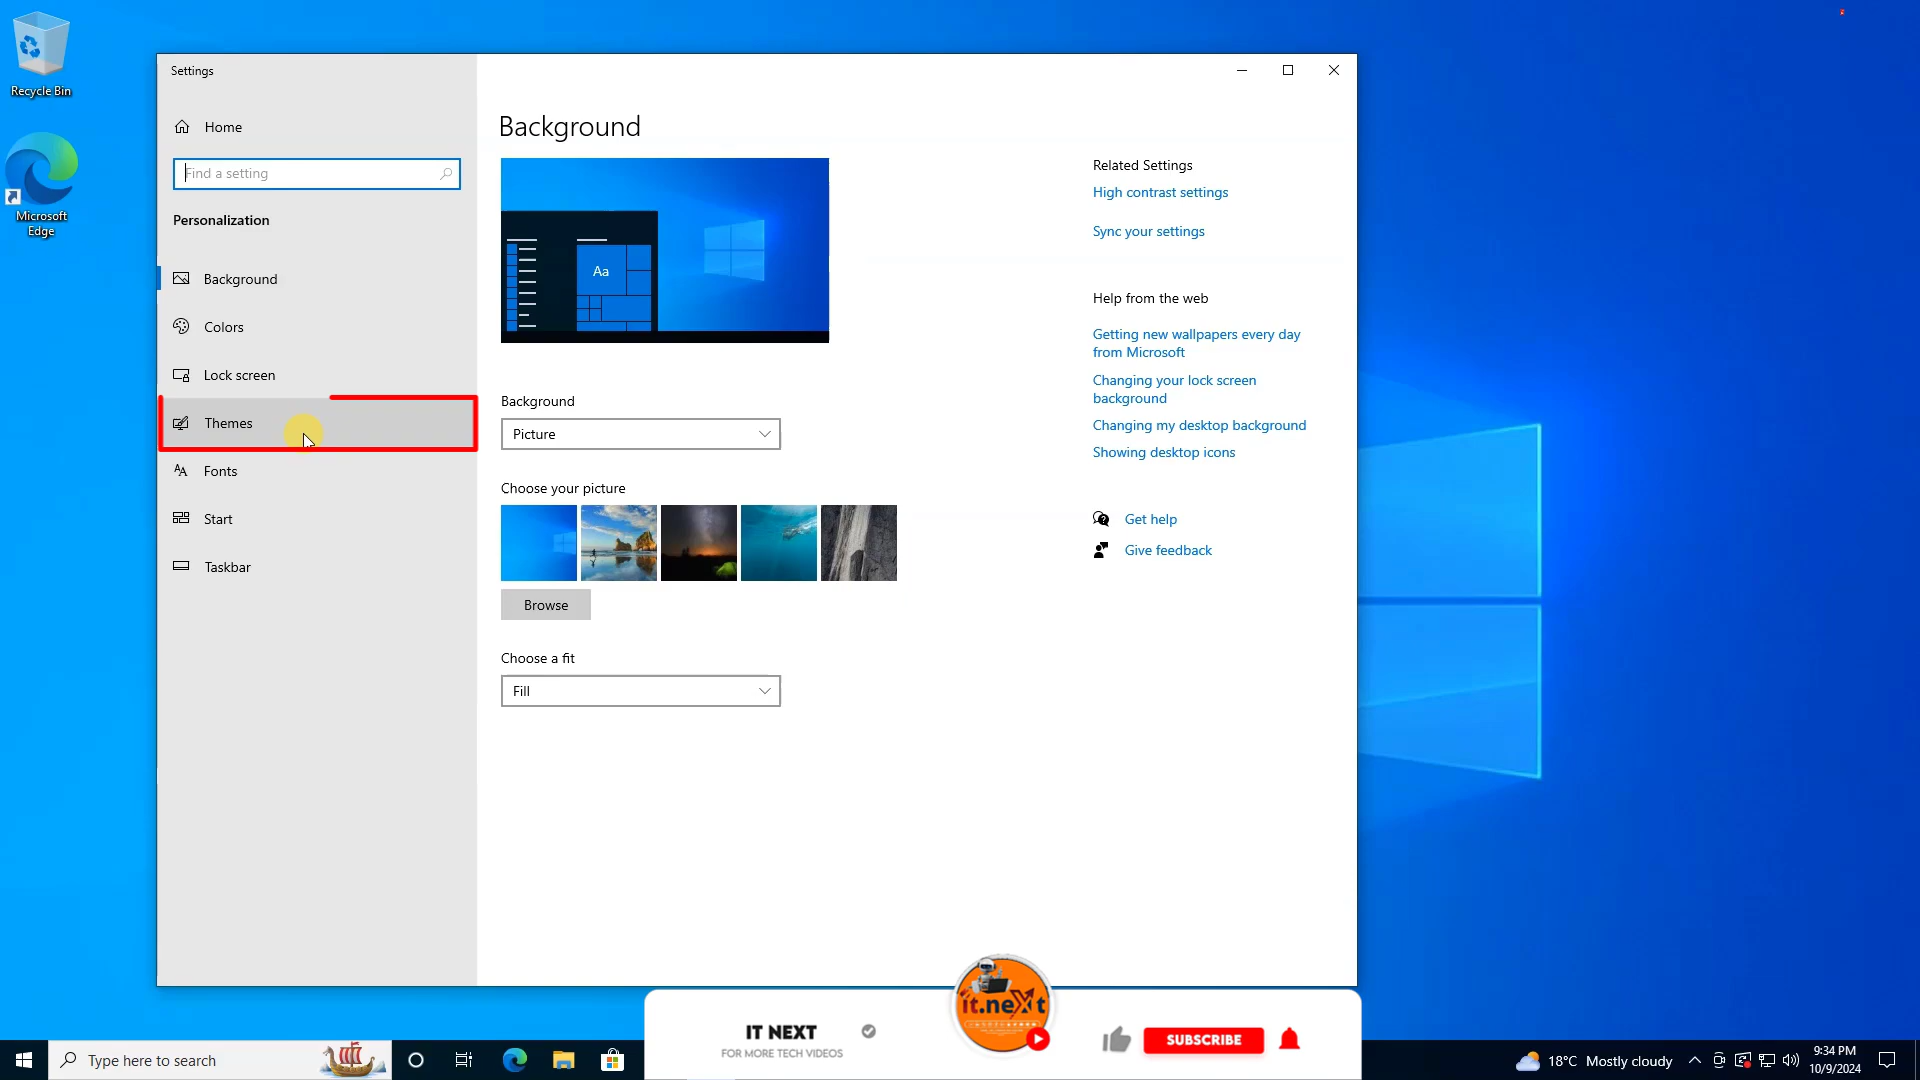 Recycle Bin
Microsoft
Edge
Settings
Home
Find a setting
Personalization
Background
Colors
Lock screen
Themes
Fonts
Start
Taskbar
Background
Aa
Background
Picture
Choose your picture
Browse
Choose a fit
Fill
Related Settings
High contrast settings
Sync your settings
Help from the web
Getting new wallpapers every day
from Microsoft
Changing your lock screen
background
Changing my desktop background
Showing desktop icons
Get help
Give feedback
IT NEXT
FOR MORE TECH VIDEOS
it.neXt
SUBSCRIBE
Type here to search
18°C Mostly cloudy
9:34 PM
10/9/2024